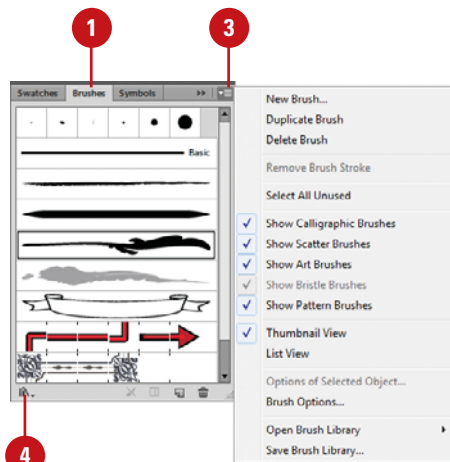 1
3
Swatches Brushes Symbols
Basic
4
New Brush...
Duplicate Brush
Delete Brush
Remove Brush Stroke
Select All Unused
Show Calligraphic Brushes
Show Scatter Brushes
Show Art Brushes
Show Bristle Brushes
Show Pattern Brushes
Thumbnail View
List View
Options of Selected Object...
Brush Options...
Open Brush Library
Save Brush Library...